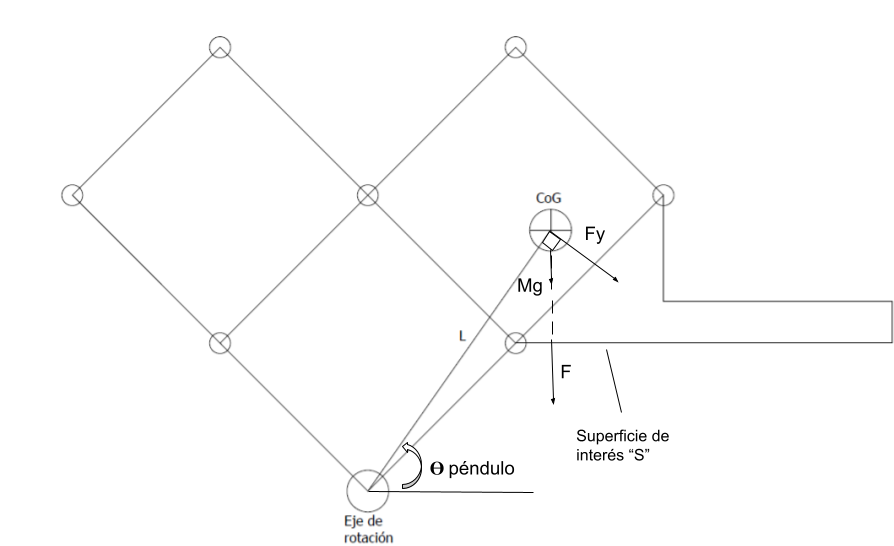 CoG
Fy
Mg
L
F
Superficie de
interés “S”
ϴ péndulo
Eje de
rotación